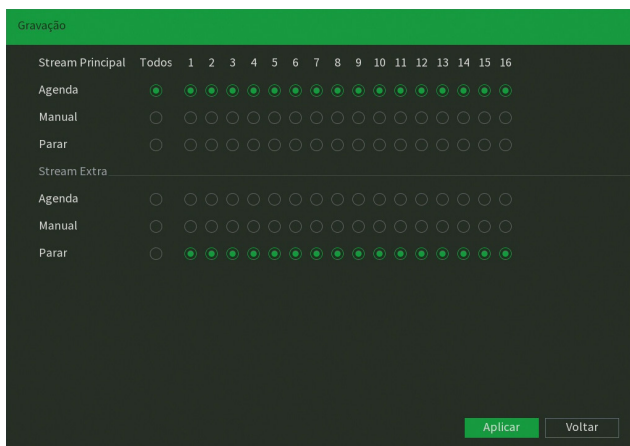 Gravação
Stream Principal Todos 1 2 3 4 5 6 7 8 9 10 11 12 13 14 15 16
Agenda
Manual
Parar
Stream Extra
Agenda
Manual
Parar
Aplicar Voltar